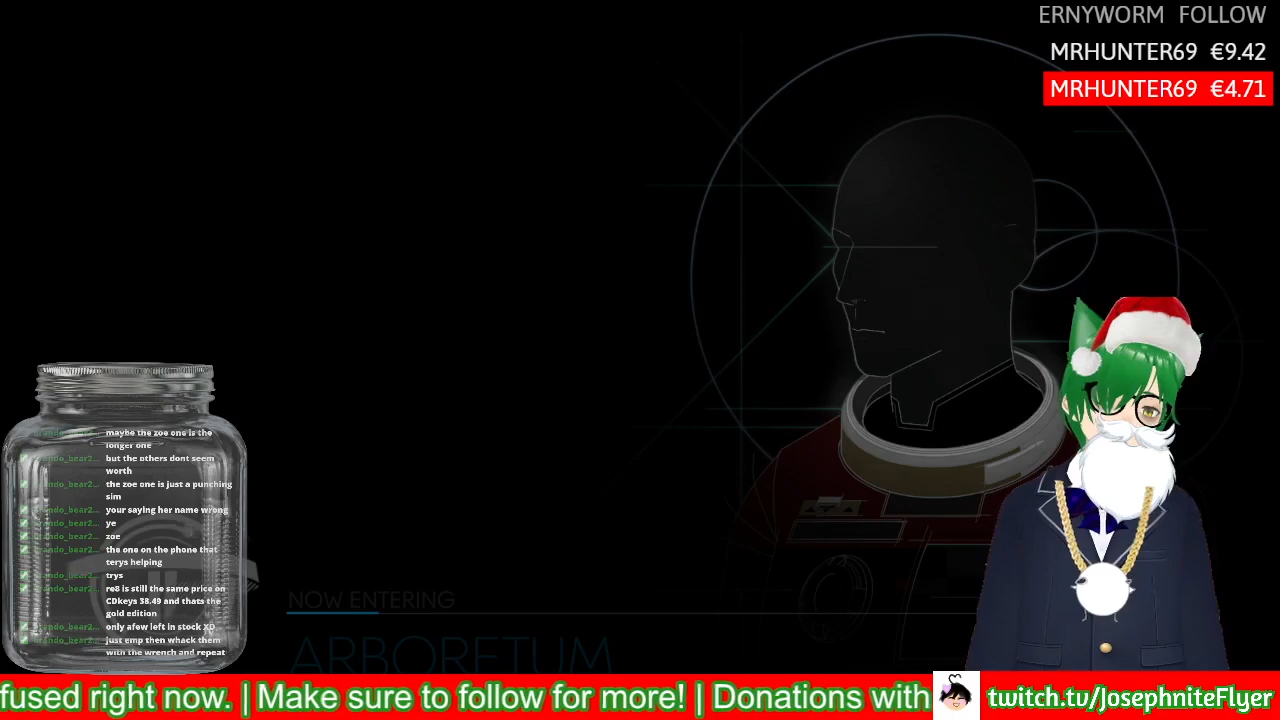 ERNYWORM FOLLOW
MRHUNTER69 €9.42
MRHUNTER69 €4.71
maybe the zoe one is the
longer one
but the others dont seem
worth
the zoe one is just a punching
sim
your saying her name wrong
ye
zoe
the one on the phone that
terys helping
trys
re8 is still the same price on
CDkeys 38.49 and thats the
gold edition
only afew left in stock XD
just emp then whack them
with the wrench and repeat
NOW ENTERING
ARBORETUM
fused right now. | Make sure to follow for more! | Donations with
twitch.tv/JosephniteFlyer